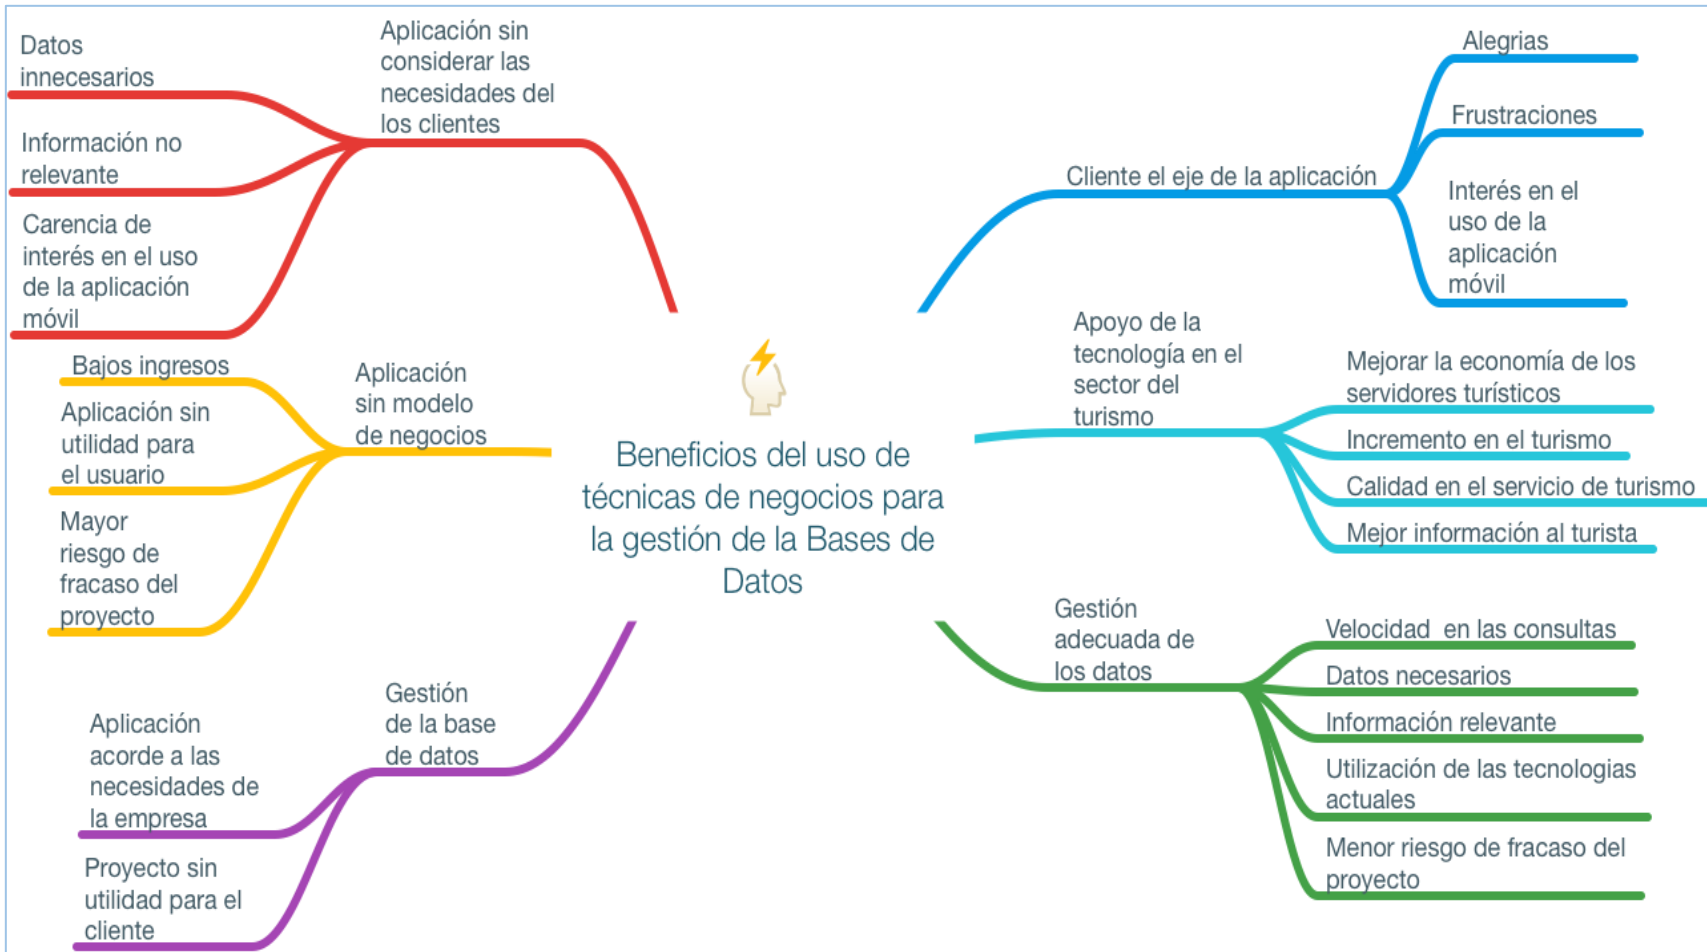 Datos
innecesarios
Información no
relevante
Carencia de
interés en el uso
de la aplicación
móvil
Aplicación sin
considerar las
necesidades del
los clientes
Bajos ingresos
Aplicación sin
utilidad para
el usuario
Mayor
riesgo de
fracaso del
proyecto
Aplicación
sin modelo
de negocios
Aplicación
acorde a las
necesidades de
la empresa
Proyecto sin
utilidad para el
cliente
Gestión
de la base
de datos
Beneficios del uso de
técnicas de negocios para
la gestión de la Bases de
Datos
Cliente el eje de la aplicación
Alegrias
Frustraciones
Interés en el
uso de la
aplicación
móvil
Apoyo de la
tecnología en el
sector del
turismo
Mejorar la economía de los
servidores turísticos
Incremento en el turismo
Calidad en el servicio de turismo
Mejor información al turista
Gestión
adecuada de
los datos
Velocidad en las consultas
Datos necesarios
Información relevante
Utilización de las tecnologias
actuales
Menor riesgo de fracaso del
proyecto